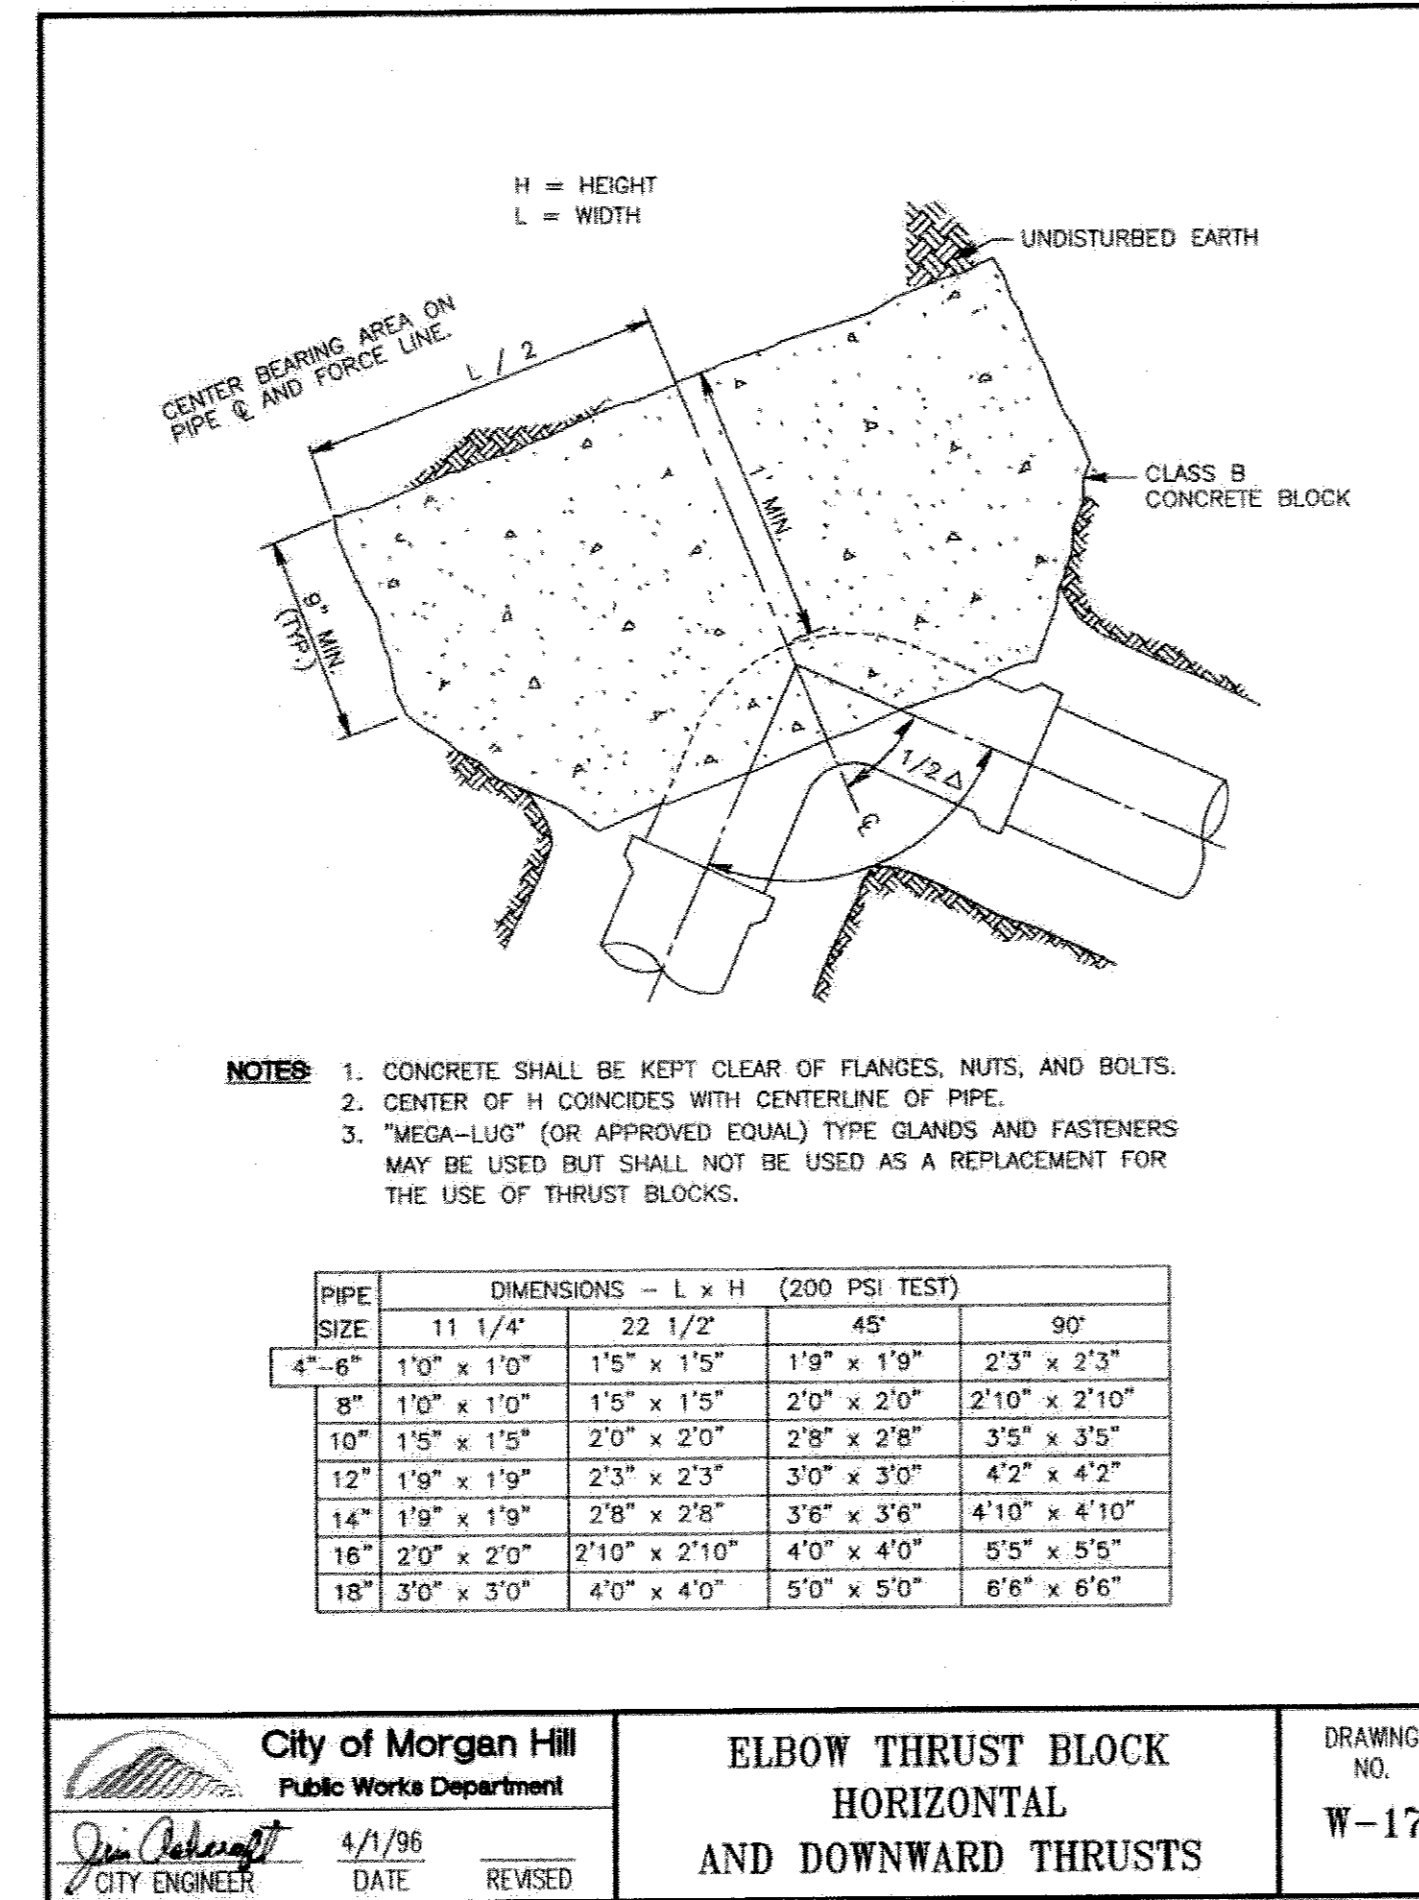 H = HEIGHT
L = WIDTH
UNDISTURBED EARTH
CENTER BEARING AREA ON
PIPE ℄ AND FORCE LINE.
L / 2
1' MIN.
CLASS B
CONCRETE BLOCK
9" MIN
(TYP.)
1/2 Δ
℄
NOTES: 1. CONCRETE SHALL BE KEPT CLEAR OF FLANGES, NUTS, AND BOLTS.
2. CENTER OF H COINCIDES WITH CENTERLINE OF PIPE.
3. "MEGA-LUG" (OR APPROVED EQUAL) TYPE GLANDS AND FASTENERS
MAY BE USED BUT SHALL NOT BE USED AS A REPLACEMENT FOR
THE USE OF THRUST BLOCKS.
PIPE SIZE DIMENSIONS - L x H (200 PSI TEST)
11 1/4° 22 1/2° 45° 90°
4"-6" 1'0" x 1'0" 1'5" x 1'5" 1'9" x 1'9" 2'3" x 2'3"
8" 1'0" x 1'0" 1'5" x 1'5" 2'0" x 2'0" 2'10" x 2'10"
10" 1'5" x 1'5" 2'0" x 2'0" 2'8" x 2'8" 3'5" x 3'5"
12" 1'9" x 1'9" 2'3" x 2'3" 3'0" x 3'0" 4'2" x 4'2"
14" 1'9" x 1'9" 2'8" x 2'8" 3'6" x 3'6" 4'10" x 4'10"
16" 2'0" x 2'0" 2'10" x 2'10" 4'0" x 4'0" 5'5" x 5'5"
18" 3'0" x 3'0" 4'0" x 4'0" 5'0" x 5'0" 6'6" x 6'6"
City of Morgan Hill
Public Works Department
Jim Ashcraft
CITY ENGINEER
4/1/96
DATE
REVISED
ELBOW THRUST BLOCK
HORIZONTAL
AND DOWNWARD THRUSTS
DRAWING
NO.
W-17